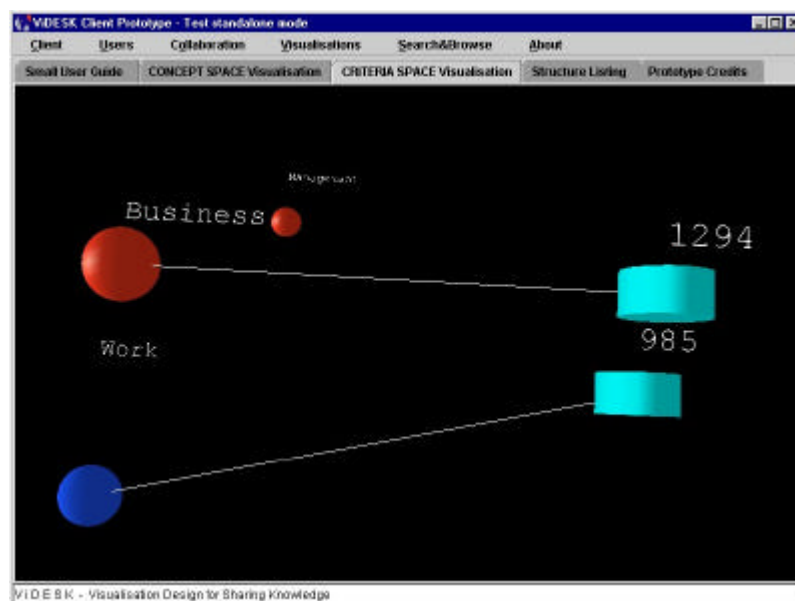 ViDESK Client Prototype - Test standalone mode
Client Users Collaboration Visualisations Search&Browse About
Small User Guide CONCEPT SPACE Visualisation CRITERIA SPACE Visualisation Structure Listing Prototype Credits
Management
Business
1294
985
Work
ViDESK - Visualisation Design for Sharing Knowledge